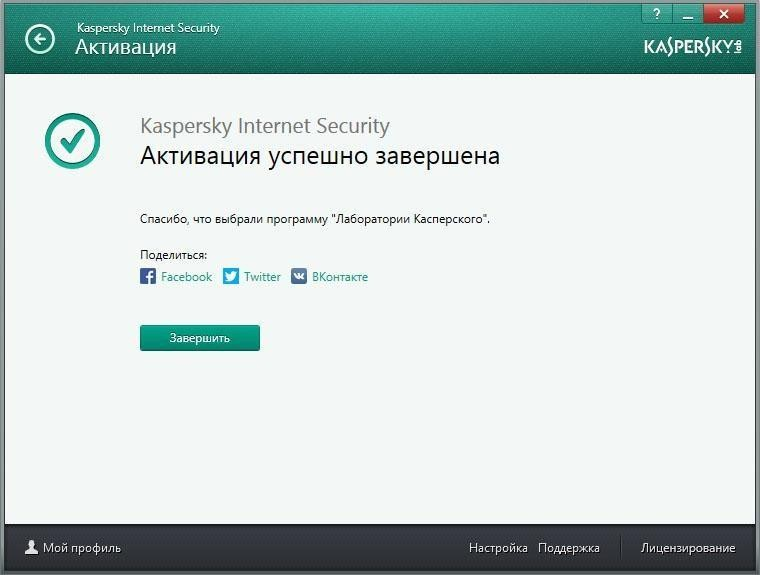 Kaspersky Internet Security
Активация
?
KASPERSKY lab
Kaspersky Internet Security
Активация успешно завершена
Спасибо, что выбрали программу "Лаборатории Касперского".
Поделиться:
Facebook Twitter ВКонтакте
Завершить
Мой профиль Настройка Поддержка Лицензирование